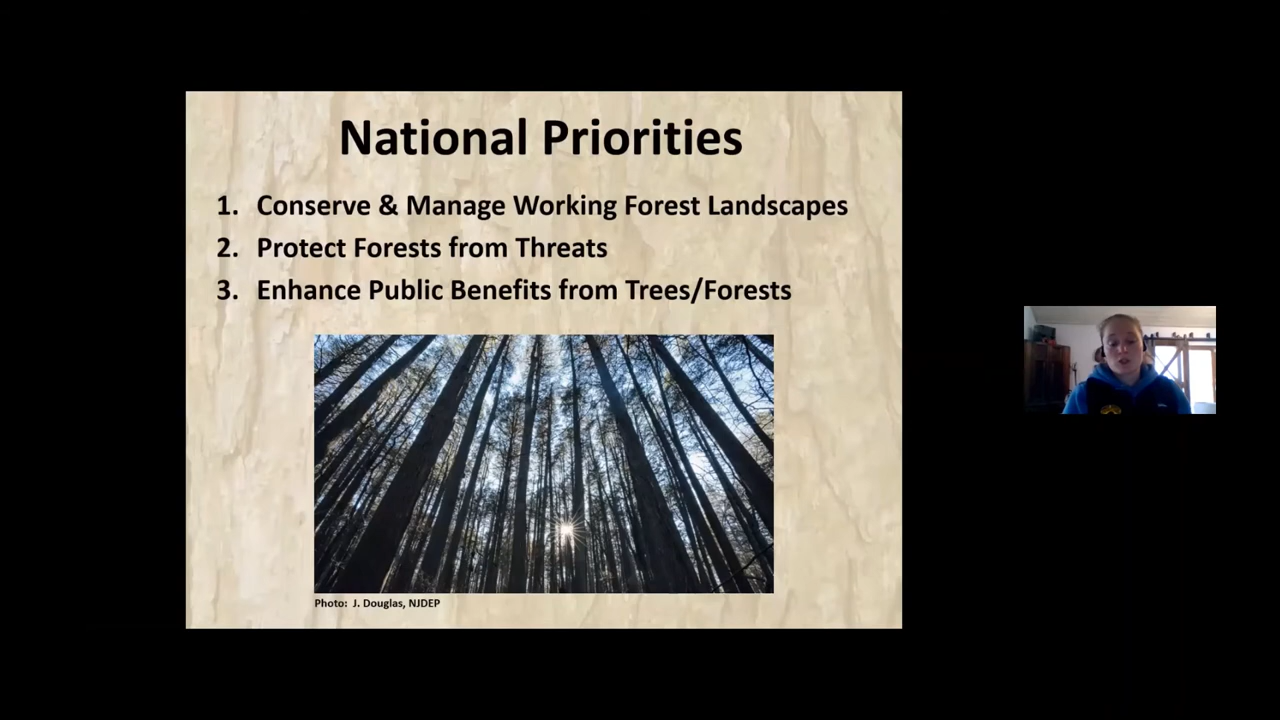 National Priorities
1. Conserve & Manage Working Forest Landscapes
2. Protect Forests from Threats
3. Enhance Public Benefits from Trees/Forests
Photo: J. Douglas, NJDEP